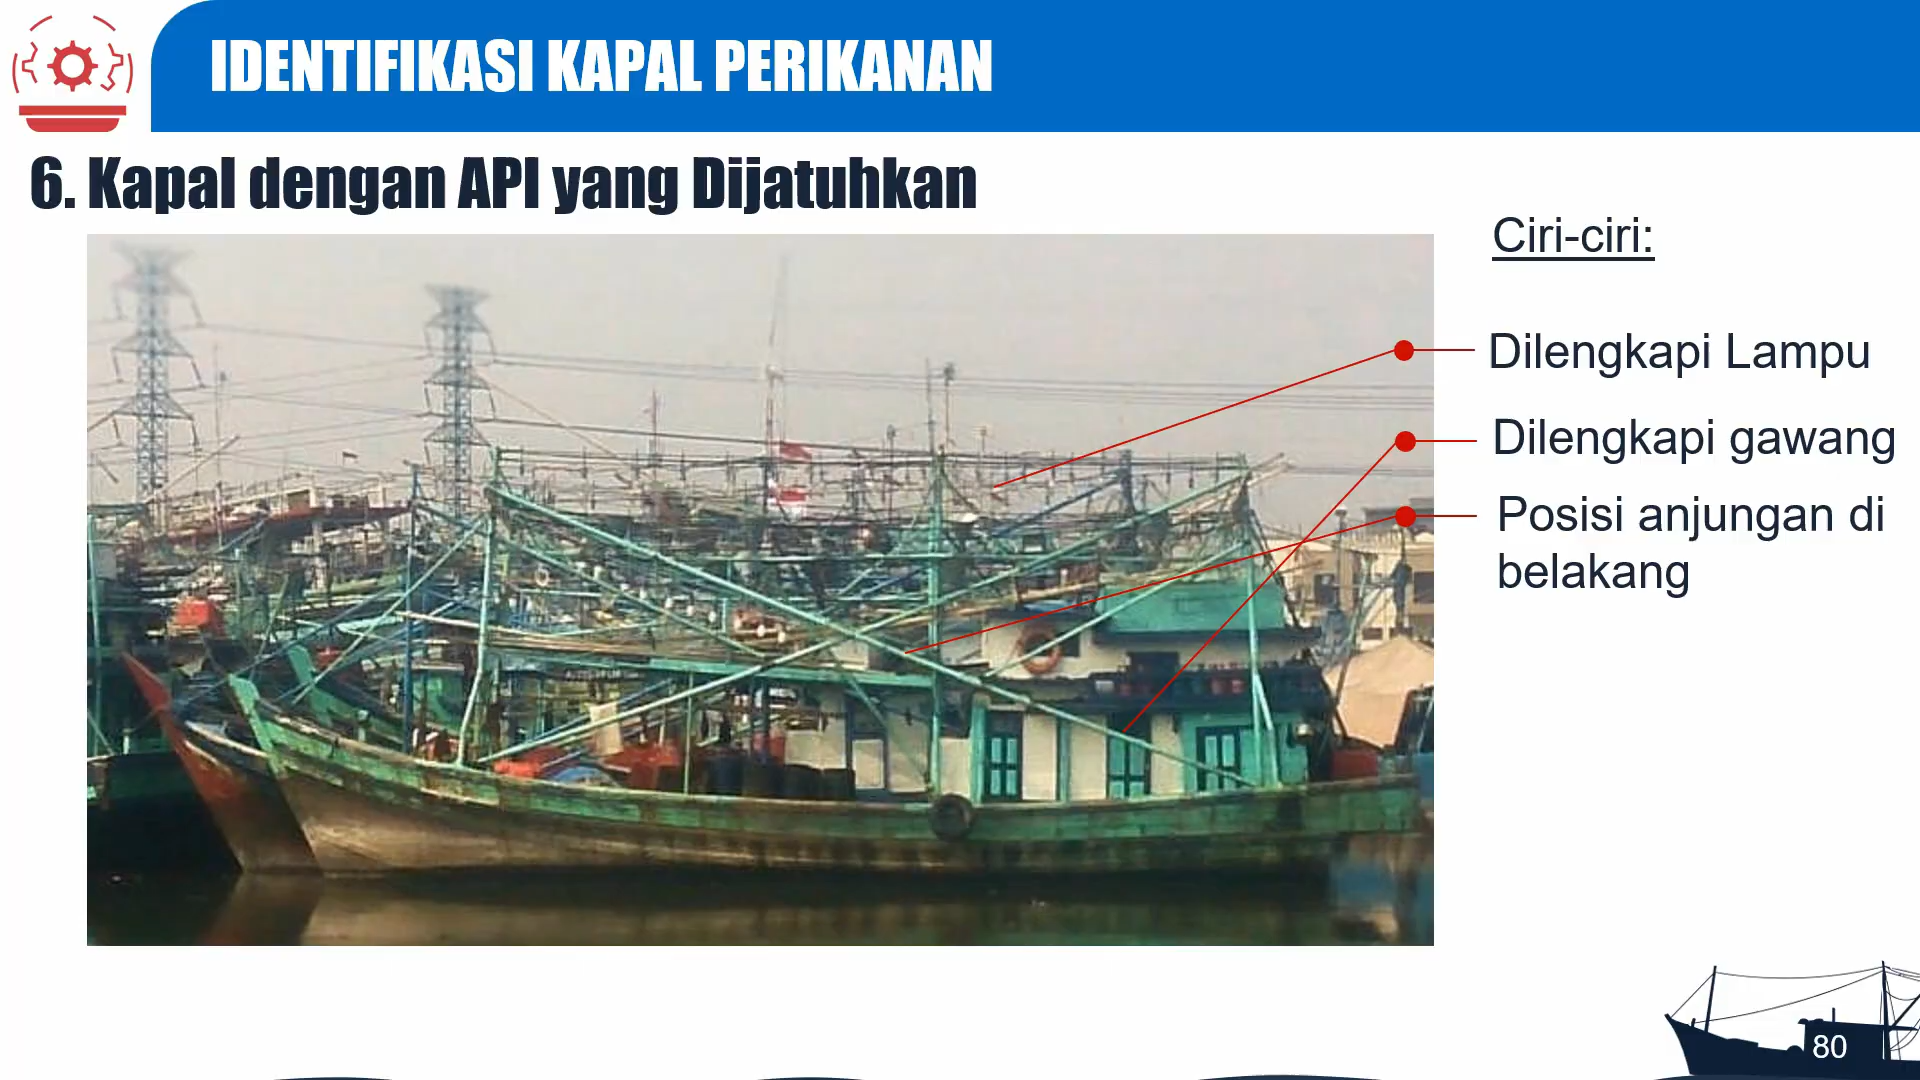 IDENTIFIKASI KAPAL PERIKANAN
6. Kapal dengan API yang Dijatuhkan
Ciri-ciri:
Dilengkapi Lampu
Dilengkapi gawang
Posisi anjungan di
belakang
80